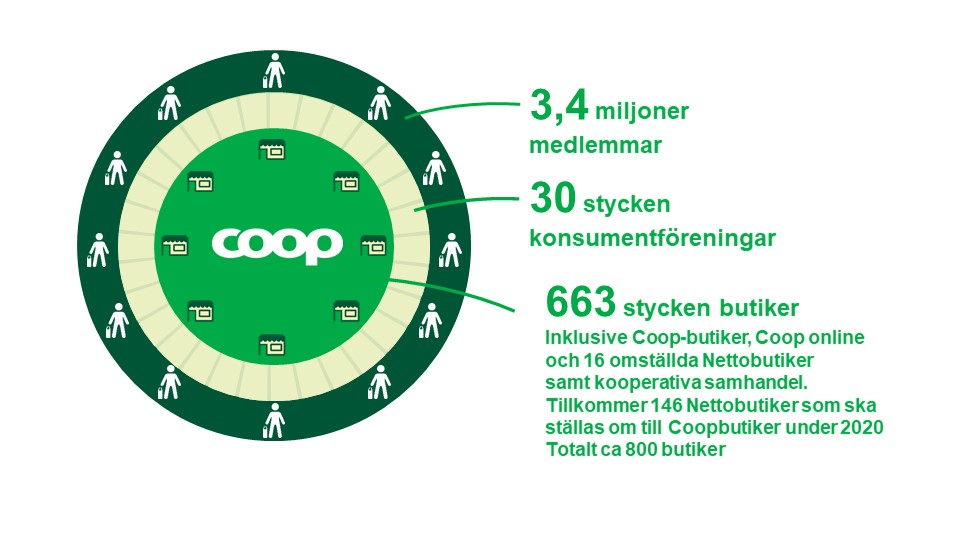 coop
3,4 miljoner
medlemmar
30 stycken
konsumentföreningar
663 stycken butiker
Inklusive Coop-butiker, Coop online
och 16 omställda Nettobutiker
samt kooperativa samhandel.
Tillkommer 146 Nettobutiker som ska
ställas om till Coopbutiker under 2020
Totalt ca 800 butiker